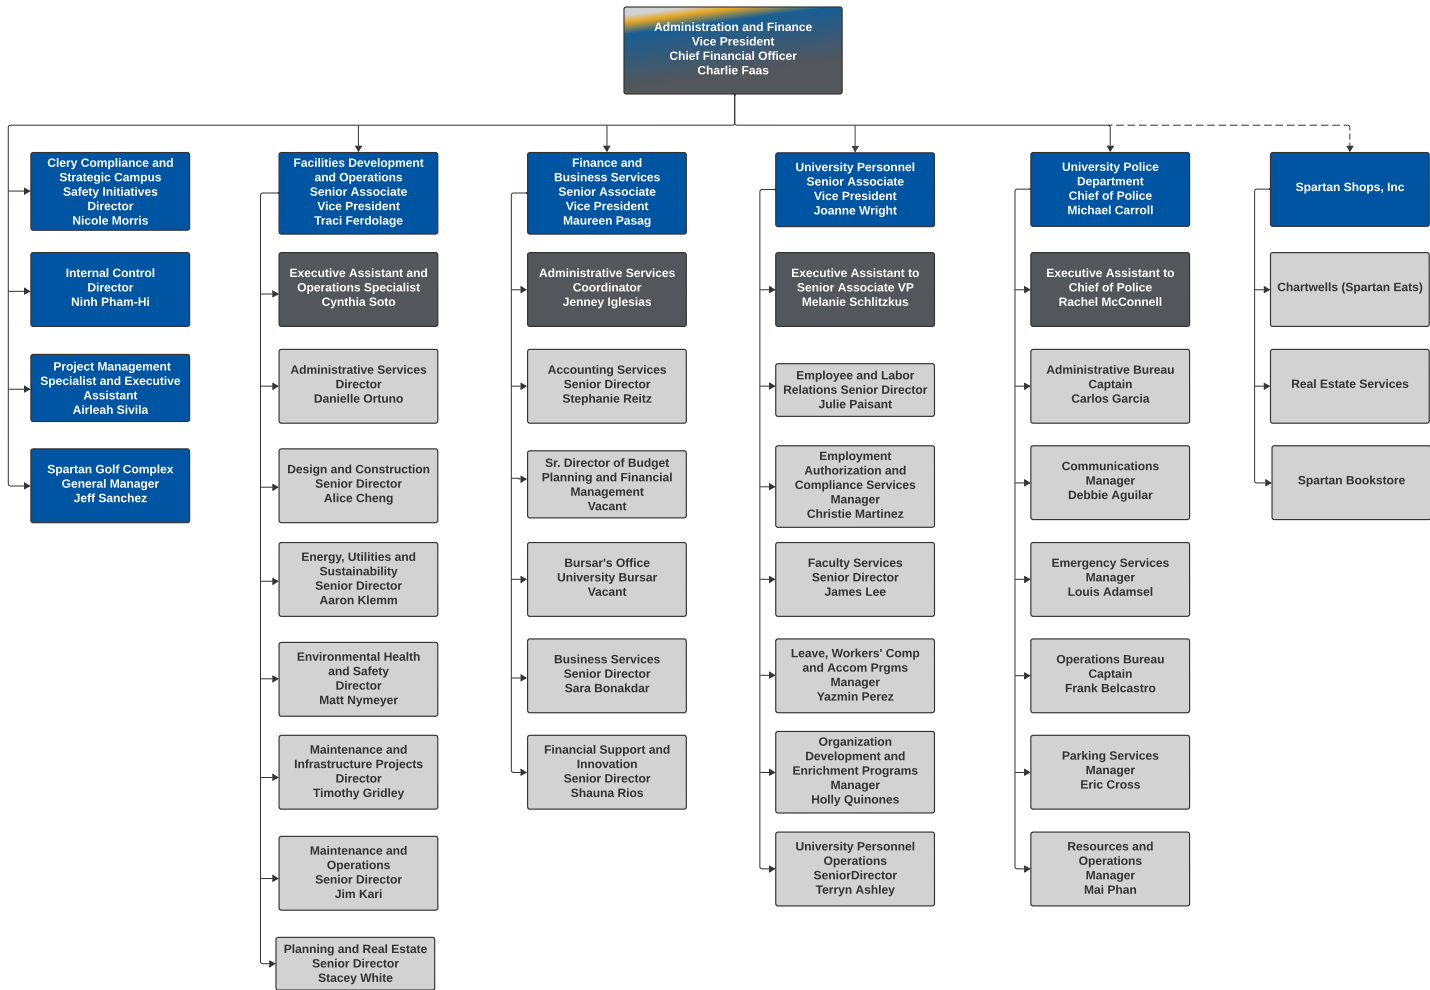 Administration and Finance
Vice President
Chief Financial Officer
Charlie Faas
Clery Compliance and
Strategic Campus
Safety Initiatives
Director
Nicole Morris
Internal Control
Director
Ninh Pham-Hi
Project Management
Specialist and Executive
Assistant
Airleah Sivila
Spartan Golf Complex
General Manager
Jeff Sanchez
Facilities Development
and Operations
Senior Associate
Vice President
Traci Ferdolage
Executive Assistant and
Operations Specialist
Cynthia Soto
Administrative Services
Director
Danielle Ortuno
Design and Construction
Senior Director
Alice Cheng
Energy, Utilities and
Sustainability
Senior Director
Aaron Klemm
Environmental Health
and Safety
Director
Matt Nymeyer
Maintenance and
Infrastructure Projects
Director
Timothy Gridley
Maintenance and
Operations
Senior Director
Jim Kari
Planning and Real Estate
Senior Director
Stacey White
Finance and
Business Services
Senior Associate
Vice President
Maureen Pasag
Administrative Services
Coordinator
Jenney Iglesias
Accounting Services
Senior Director
Stephanie Reitz
Sr. Director of Budget
Planning and Financial
Management
Vacant
Bursar's Office
University Bursar
Vacant
Business Services
Senior Director
Sara Bonakdar
Financial Support and
Innovation
Senior Director
Shauna Rios
University Personnel
Senior Associate
Vice President
Joanne Wright
Executive Assistant to
Senior Associate VP
Melanie Schlitzkus
Employee and Labor
Relations Senior Director
Julie Paisant
Employment
Authorization and
Compliance Services
Manager
Christie Martinez
Faculty Services
Senior Director
James Lee
Leave, Workers' Comp
and Accom Prgms
Manager
Yazmin Perez
Organization
Development and
Enrichment Programs
Manager
Holly Quinones
University Personnel
Operations
SeniorDirector
Terryn Ashley
University Police
Department
Chief of Police
Michael Carroll
Executive Assistant to
Chief of Police
Rachel McConnell
Administrative Bureau
Captain
Carlos Garcia
Communications
Manager
Debbie Aguilar
Emergency Services
Manager
Louis Adamsel
Operations Bureau
Captain
Frank Belcastro
Parking Services
Manager
Eric Cross
Resources and
Operations
Manager
Mai Phan
Spartan Shops, Inc
Chartwells (Spartan Eats)
Real Estate Services
Spartan Bookstore